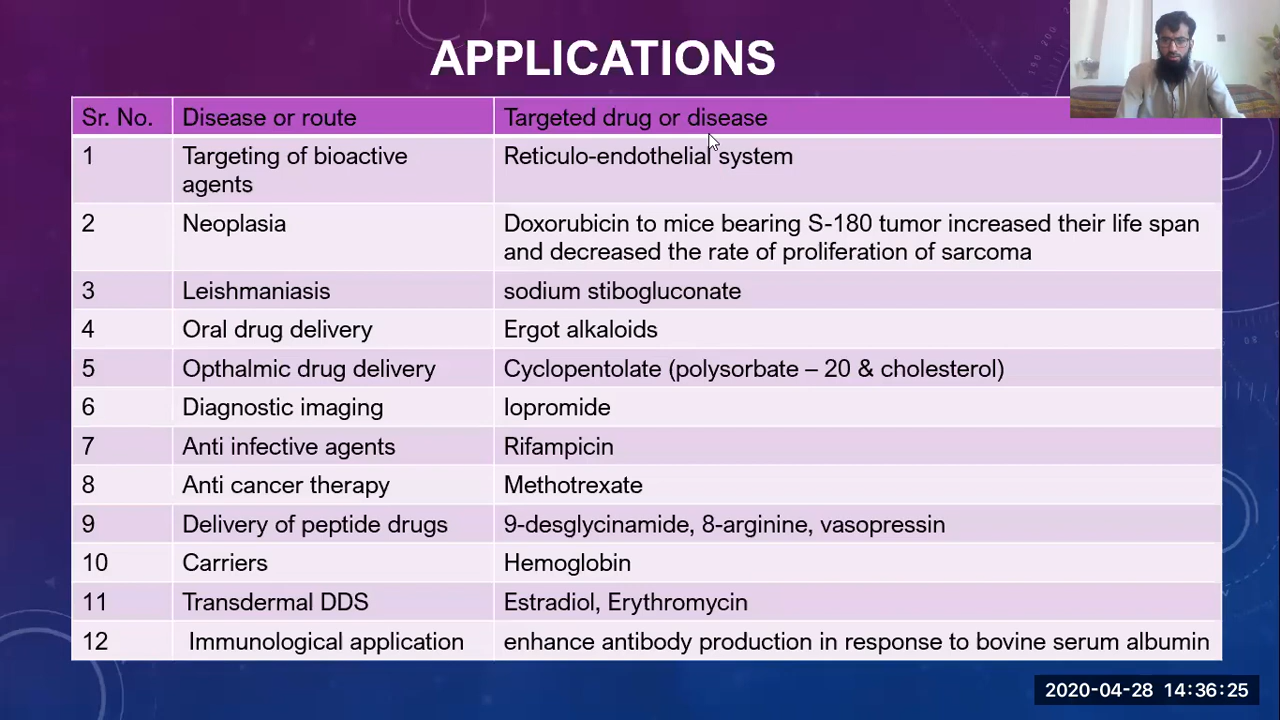 APPLICATIONS
Sr. No. Disease or route Targeted drug or disease
1 Targeting of bioactive Reticulo-endothelial system
agents
2 Neoplasia Doxorubicin to mice bearing S-180 tumor increased their life span
and decreased the rate of proliferation of sarcoma
3 Leishmaniasis sodium stibogluconate
4 Oral drug delivery Ergot alkaloids
5 Opthalmic drug delivery Cyclopentolate (polysorbate – 20 & cholesterol)
6 Diagnostic imaging Iopromide
7 Anti infective agents Rifampicin
8 Anti cancer therapy Methotrexate
9 Delivery of peptide drugs 9-desglycinamide, 8-arginine, vasopressin
10 Carriers Hemoglobin
11 Transdermal DDS Estradiol, Erythromycin
12 Immunological application enhance antibody production in response to bovine serum albumin
2020-04-28 14:36:25